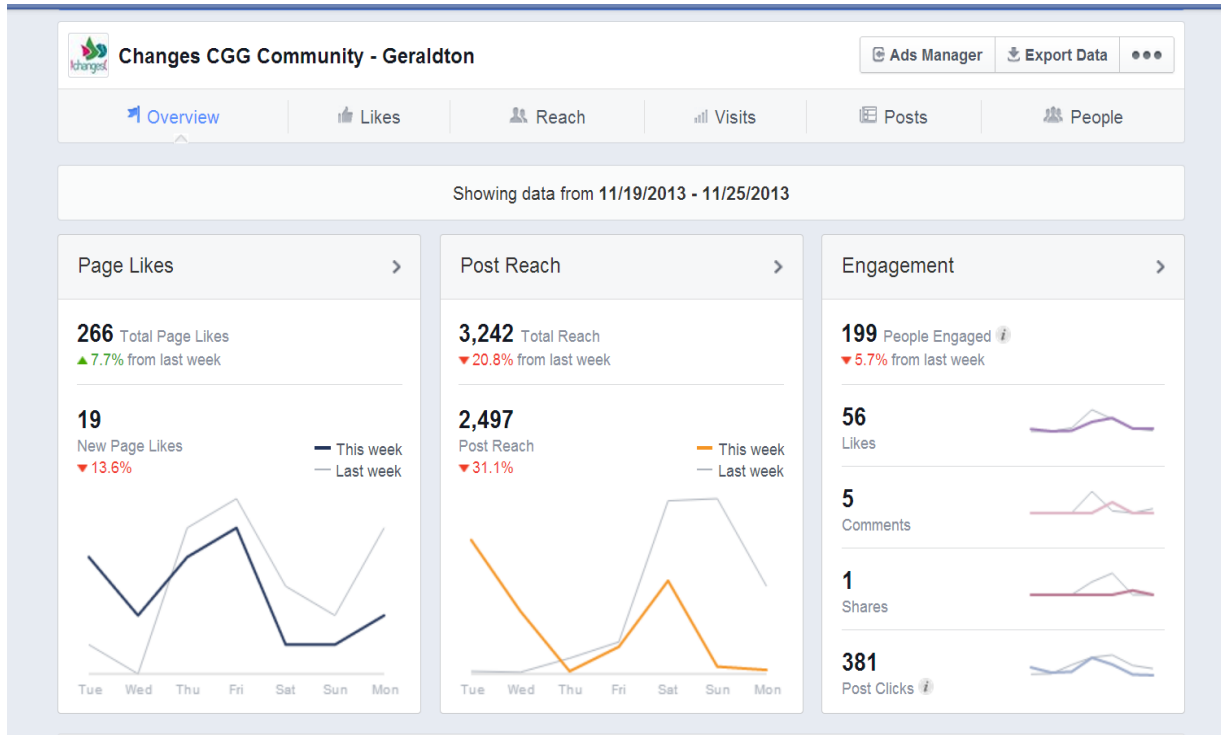 !changes!
Changes CGG Community - Geraldton
Ads Manager
Export Data
Overview
Likes
Reach
Visits
Posts
People
Showing data from 11/19/2013 - 11/25/2013
Page Likes
266 Total Page Likes
7.7% from last week
19
New Page Likes
13.6%
This week
Last week
Tue Wed Thu Fri Sat Sun Mon
Post Reach
3,242 Total Reach
20.8% from last week
2,497
Post Reach
31.1%
This week
Last week
Tue Wed Thu Fri Sat Sun Mon
Engagement
199 People Engaged i
5.7% from last week
56
Likes
5
Comments
1
Shares
381
Post Clicks i